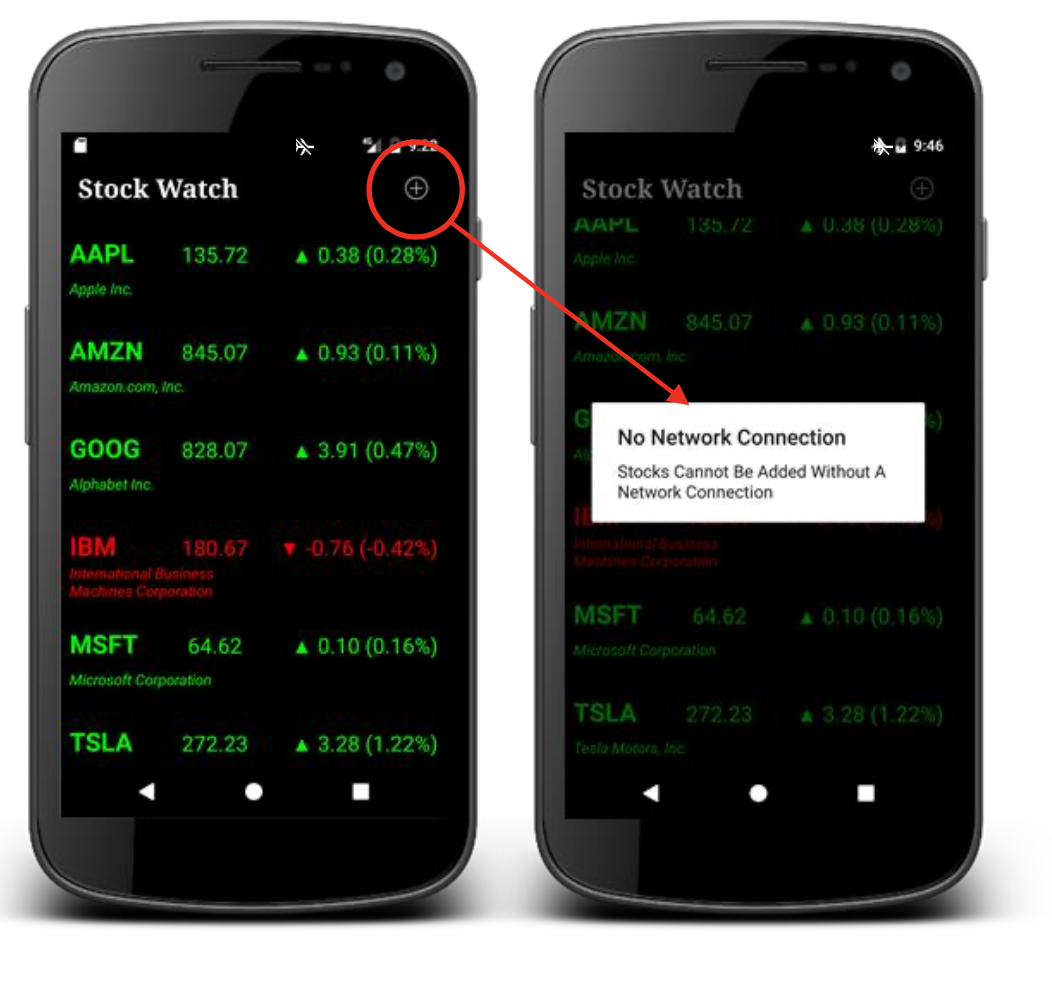 9:22
Stock Watch
AAPL 135.72 ▲ 0.38 (0.28%)
Apple Inc.
AMZN 845.07 ▲ 0.93 (0.11%)
Amazon.com, Inc.
GOOG 828.07 ▲ 3.91 (0.47%)
Alphabet Inc.
IBM 180.67 ▼ -0.76 (-0.42%)
International Business
Machines Corporation
MSFT 64.62 ▲ 0.10 (0.16%)
Microsoft Corporation
TSLA 272.23 ▲ 3.28 (1.22%)
9:46
Stock Watch
AAPL 135.72 ▲ 0.38 (0.28%)
Apple Inc.
AMZN 845.07 ▲ 0.93 (0.11%)
Amazon.com, Inc.
No Network Connection
Stocks Cannot Be Added Without A
Network Connection
International Business
Machines Corporation
MSFT 64.62 ▲ 0.10 (0.16%)
Microsoft Corporation
TSLA 272.23 ▲ 3.28 (1.22%)
Tesla Motors, Inc.